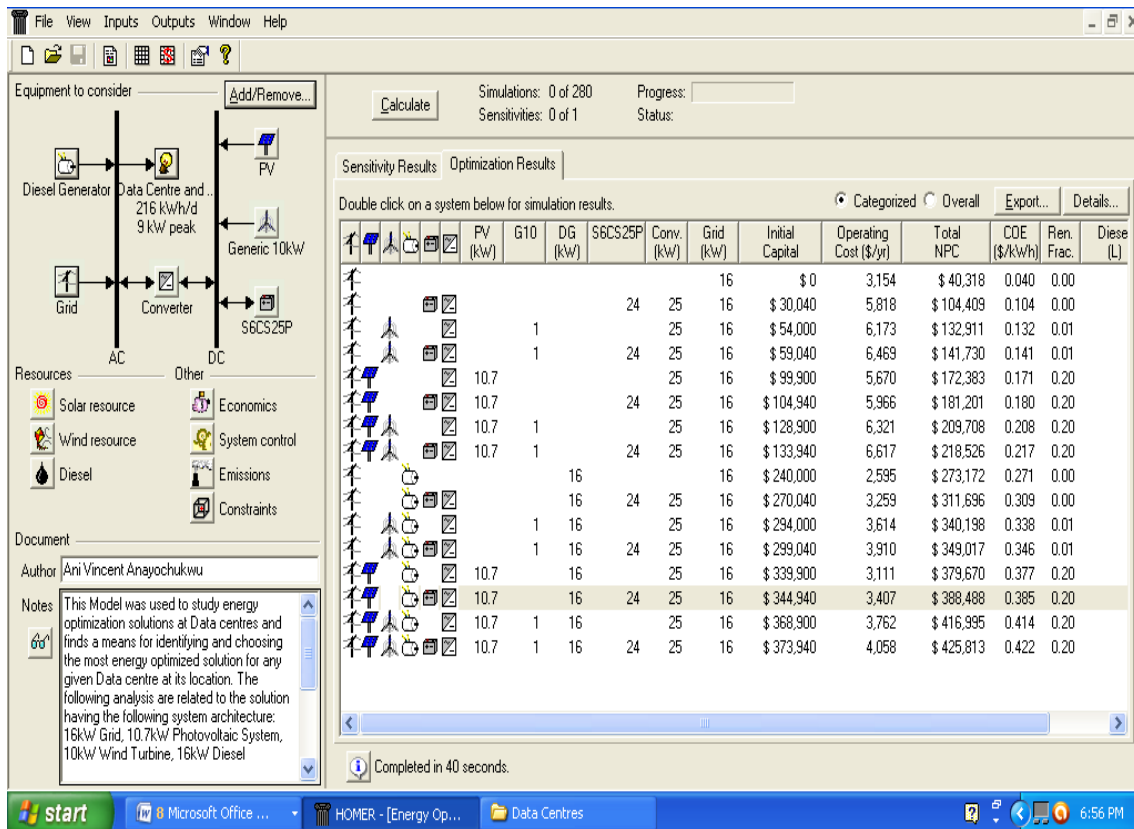 File View Inputs Outputs Window Help
Equipment to consider
Add/Remove...
Diesel Generator
Data Centre and ..
216 kWh/d
9 kW peak
PV
Generic 10kW
Grid
Converter
S6CS25P
AC
DC
Resources
Other
Solar resource
Economics
Wind resource
System control
Diesel
Emissions
Constraints
Document
Author Ani Vincent Anayochukwu
Notes
This Model was used to study energy
optimization solutions at Data centres and
finds a means for identifying and choosing
the most energy optimized solution for any
given Data centre at its location. The
following analysis are related to the solution
having the following system architecture:
16kW Grid, 10.7kW Photovoltaic System,
10kW Wind Turbine, 16kW Diesel
Calculate
Simulations: 0 of 280
Progress:
Sensitivities: 0 of 1
Status:
Sensitivity Results
Optimization Results
Double click on a system below for simulation results.
Categorized
Overall
Export...
Details...
PV (kW) G10 DG (kW) S6CS25P Conv. (kW) Grid (kW) Initial Capital Operating Cost ($/yr) Total NPC COE ($/kWh) Ren. Frac. Diese (L)
16 $ 0 3,154 $ 40,318 0.040 0.00
24 25 16 $ 30,040 5,818 $ 104,409 0.104 0.00
1 25 16 $ 54,000 6,173 $ 132,911 0.132 0.01
1 24 25 16 $ 59,040 6,469 $ 141,730 0.141 0.01
10.7 25 16 $ 99,900 5,670 $ 172,383 0.171 0.20
10.7 24 25 16 $ 104,940 5,966 $ 181,201 0.180 0.20
10.7 1 25 16 $ 128,900 6,321 $ 209,708 0.208 0.20
10.7 1 24 25 16 $ 133,940 6,617 $ 218,526 0.217 0.20
16 16 $ 240,000 2,595 $ 273,172 0.271 0.00
16 24 25 16 $ 270,040 3,259 $ 311,696 0.309 0.00
1 16 25 16 $ 294,000 3,614 $ 340,198 0.338 0.01
1 16 24 25 16 $ 299,040 3,910 $ 349,017 0.346 0.01
10.7 16 25 16 $ 339,900 3,111 $ 379,670 0.377 0.20
10.7 16 24 25 16 $ 344,940 3,407 $ 388,488 0.385 0.20
10.7 1 16 25 16 $ 368,900 3,762 $ 416,995 0.414 0.20
10.7 1 16 24 25 16 $ 373,940 4,058 $ 425,813 0.422 0.20
Completed in 40 seconds.
start
8 Microsoft Office ...
HOMER - [Energy Op...
Data Centres
6:56 PM